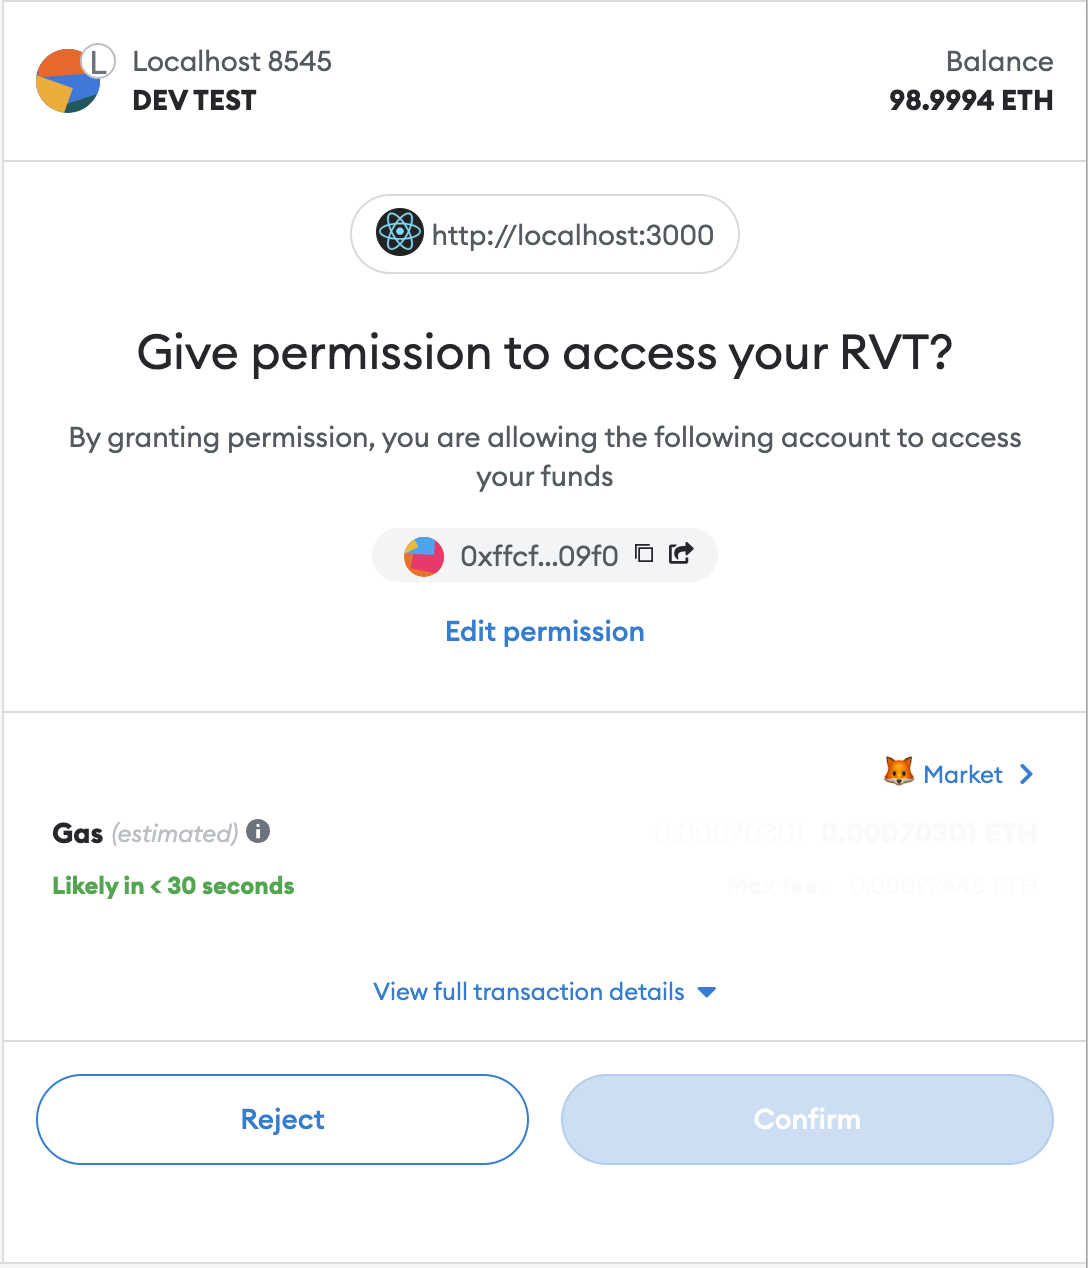 L
Localhost 8545
Balance
DEV TEST
98.9994 ETH
http://localhost:3000
Give permission to access your RVT?
By granting permission, you are allowing the following account to access
your funds
0xffcf...09f0
Edit permission
Market
Gas (estimated) i
0.00070301 0.00070301 ETH
Likely in < 30 seconds
Max fee: 0.00092445 ETH
View full transaction details
Reject
Confirm